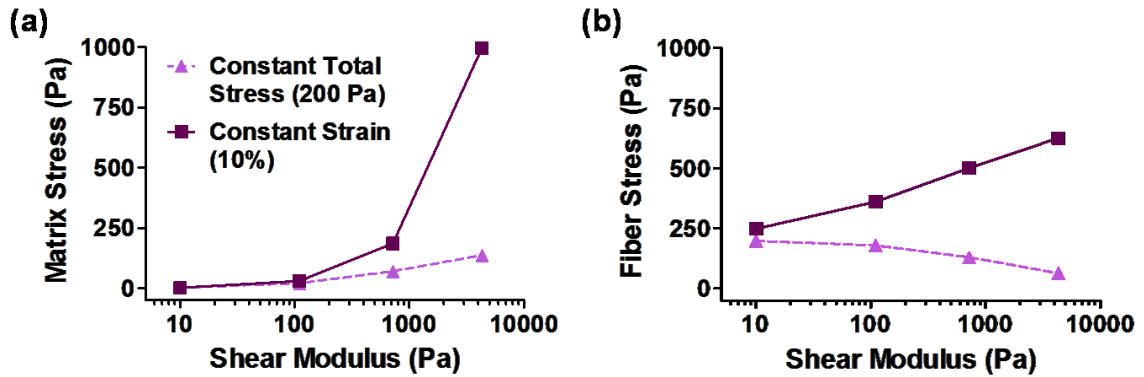 (a)
Matrix Stress (Pa)
1000
750
500
250
0
Constant Total
Stress (200 Pa)
Constant Strain
(10%)
10
100
1000
10000
Shear Modulus (Pa)
(b)
Fiber Stress (Pa)
1000
750
500
250
0
10
100
1000
10000
Shear Modulus (Pa)